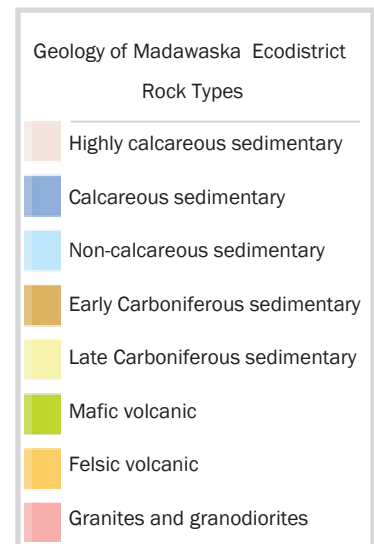 Geology of Madawaska Ecodistrict
Rock Types
Highly calcareous sedimentary
Calcareous sedimentary
Non-calcareous sedimentary
Early Carboniferous sedimentary
Late Carboniferous sedimentary
Mafic volcanic
Felsic volcanic
Granites and granodiorites